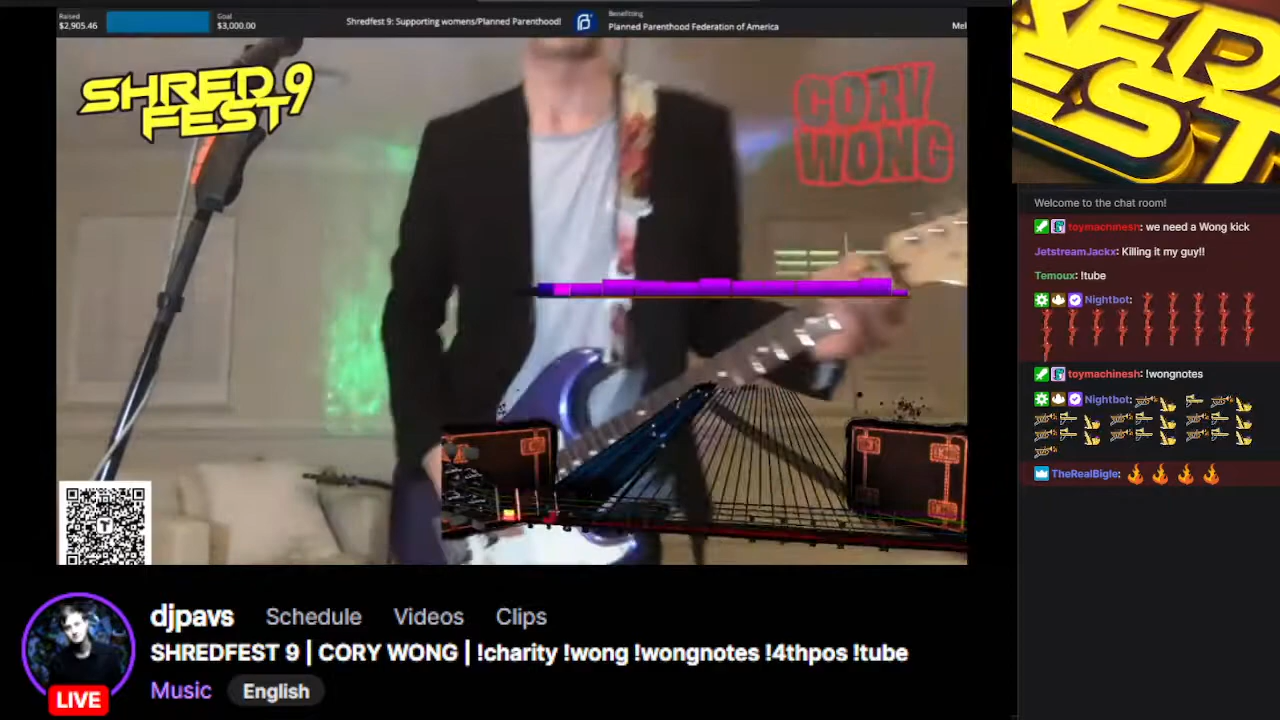 Raised
$2,905.46
Goal
$3,000.00
Shredfest 9: Supporting womens/Planned Parenthood!
Benefitting
Planned Parenthood Federation of America
Mel
SHRED 9
FEST
CORY
WONG
Welcome to the chat room!
toymachinesh: we need a Wong kick
JetstreamJackx: Killing it my guy!!
Temoux: !tube
Nightbot:
toymachinesh: !wongnotes
Nightbot:
TheRealBigle:
djpavs Schedule Videos Clips
SHREDFEST 9 | CORY WONG | !charity !wong !wongnotes !4thpos !tube
LIVE
Music English